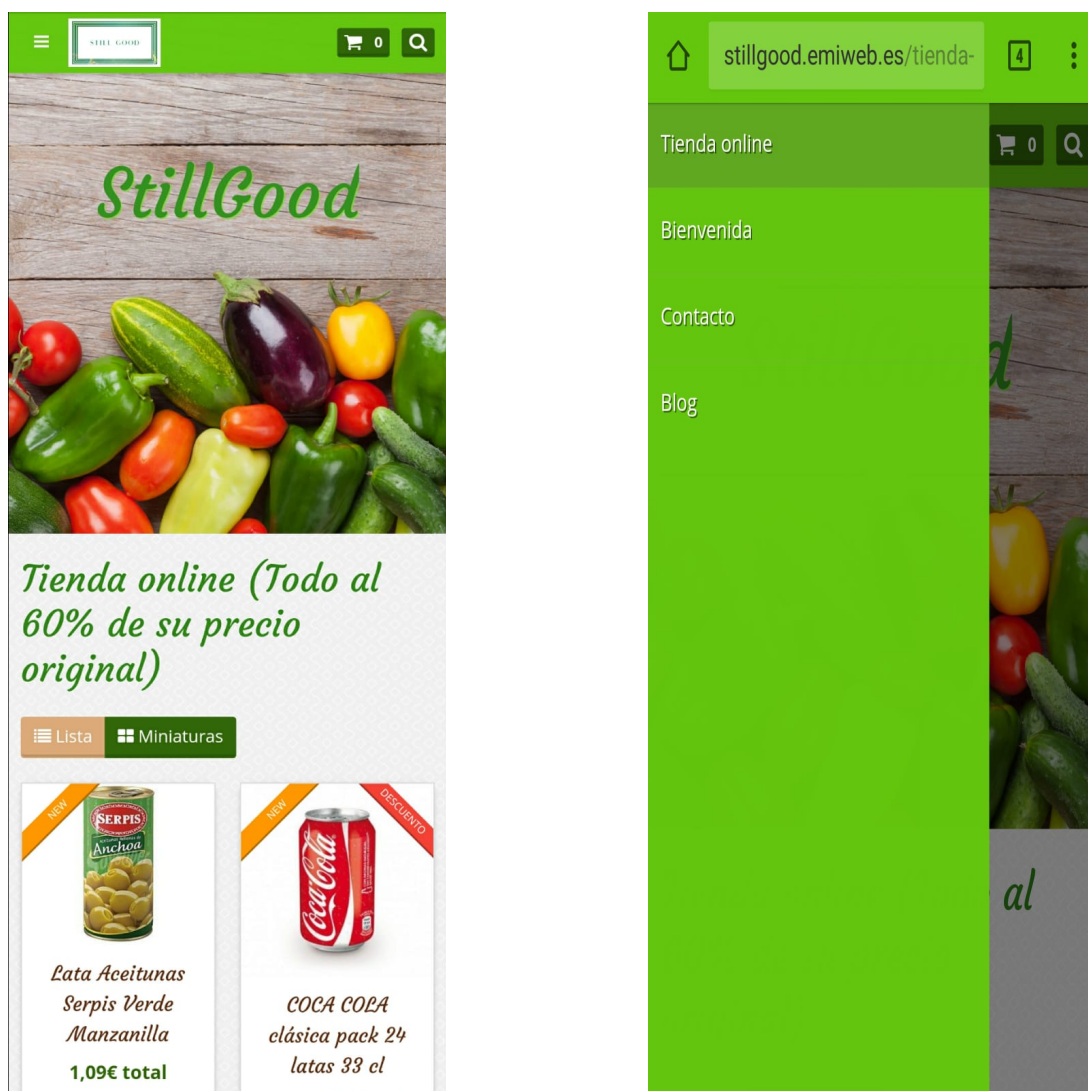 STILL GOOD
0
StillGood
Tienda online (Todo al
60% de su precio
original)
Lista
Miniaturas
NEW
SERPIS
Anchoa
Lata Aceitunas
Serpis Verde
Manzanilla
1,09€ total
NEW
DESCUENTO
Coca-Cola
COCA COLA
clásica pack 24
latas 33 cl
stillgood.emiweb.es/tienda-
4
Tienda online
0
Bienvenida
Contacto
Blog
d
al